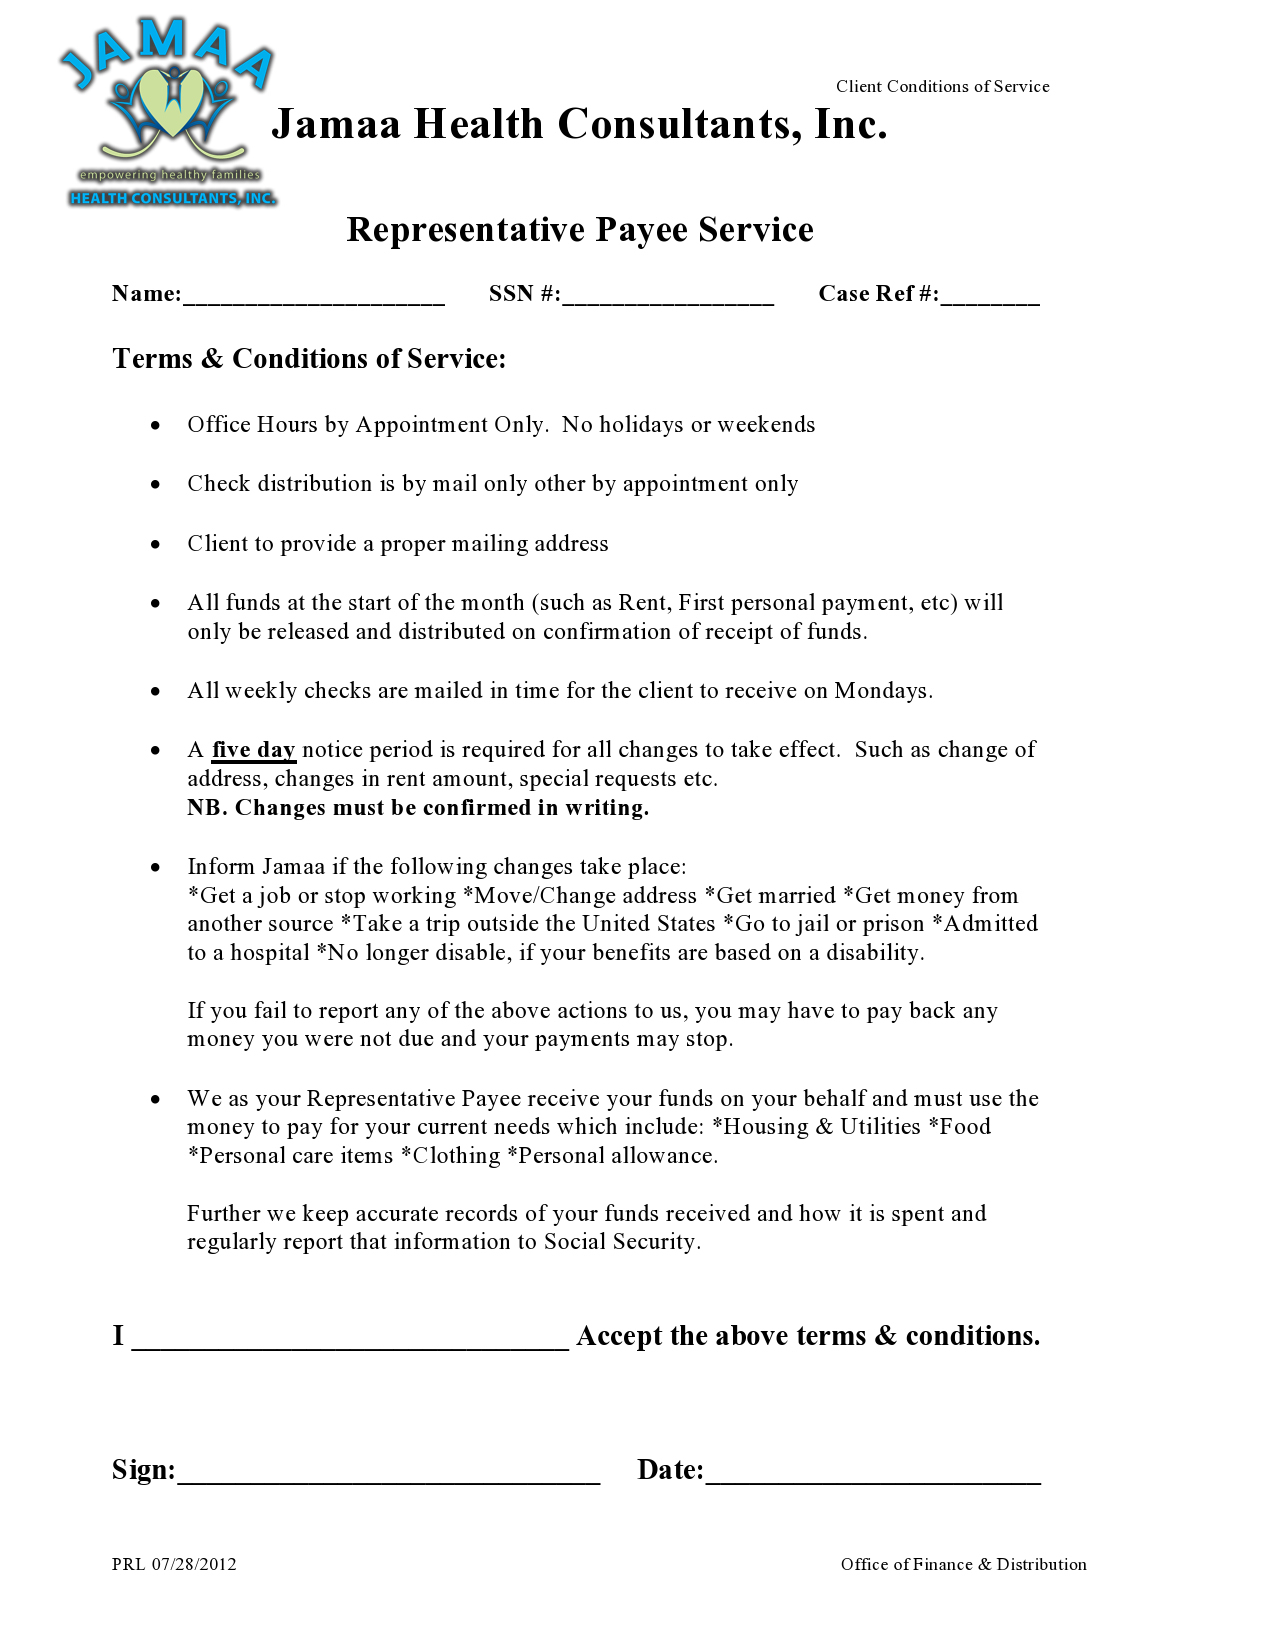 JAMAA
empowering healthy families
HEALTH CONSULTANTS, INC.
Client Conditions of Service
Jamaa Health Consultants, Inc.
Representative Payee Service
Name:_____________________ SSN #:_________________ Case Ref #:________
Terms & Conditions of Service:
• Office Hours by Appointment Only.  No holidays or weekends
• Check distribution is by mail only other by appointment only
• Client to provide a proper mailing address
• All funds at the start of the month (such as Rent, First personal payment, etc) will
only be released and distributed on confirmation of receipt of funds.
• All weekly checks are mailed in time for the client to receive on Mondays.
• A five day notice period is required for all changes to take effect.  Such as change of
address, changes in rent amount, special requests etc.
NB. Changes must be confirmed in writing.
• Inform Jamaa if the following changes take place:
*Get a job or stop working *Move/Change address *Get married *Get money from
another source *Take a trip outside the United States *Go to jail or prison *Admitted
to a hospital *No longer disable, if your benefits are based on a disability.
If you fail to report any of the above actions to us, you may have to pay back any
money you were not due and your payments may stop.
• We as your Representative Payee receive your funds on your behalf and must use the
money to pay for your current needs which include: *Housing & Utilities *Food
*Personal care items *Clothing *Personal allowance.
Further we keep accurate records of your funds received and how it is spent and
regularly report that information to Social Security.
I ______________________________ Accept the above terms & conditions.
Sign:_____________________________ Date:_______________________
PRL 07/28/2012 Office of Finance & Distribution